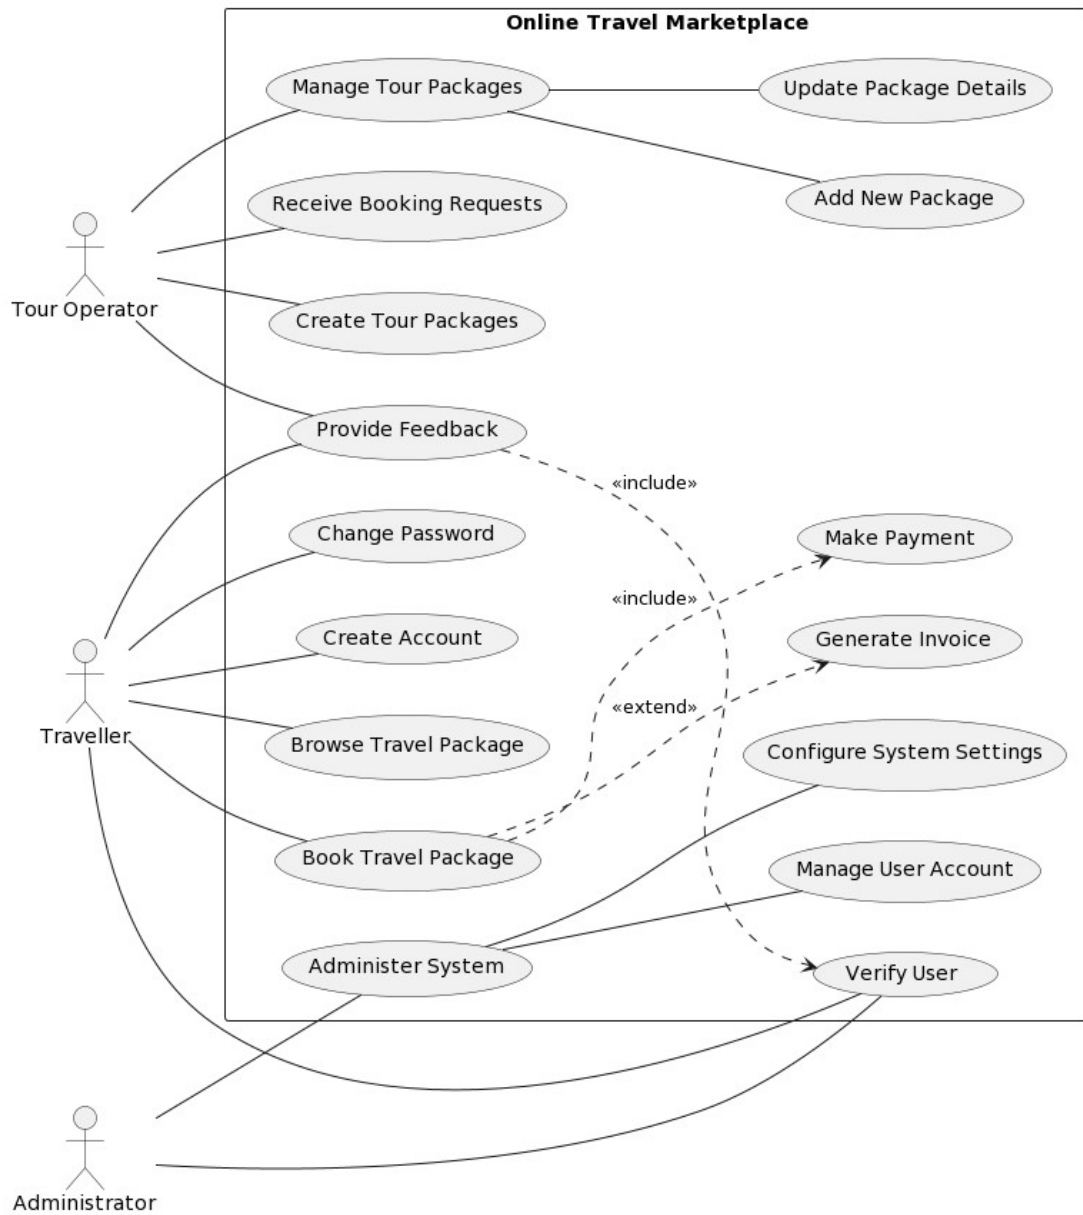 Online Travel Marketplace
Manage Tour Packages
Update Package Details
Add New Package
Receive Booking Requests
Tour Operator
Create Tour Packages
Provide Feedback
«include»
Change Password
Make Payment
«include»
Create Account
Generate Invoice
«extend»
Traveller
Browse Travel Package
Configure System Settings
Book Travel Package
Manage User Account
Administer System
Verify User
Administrator